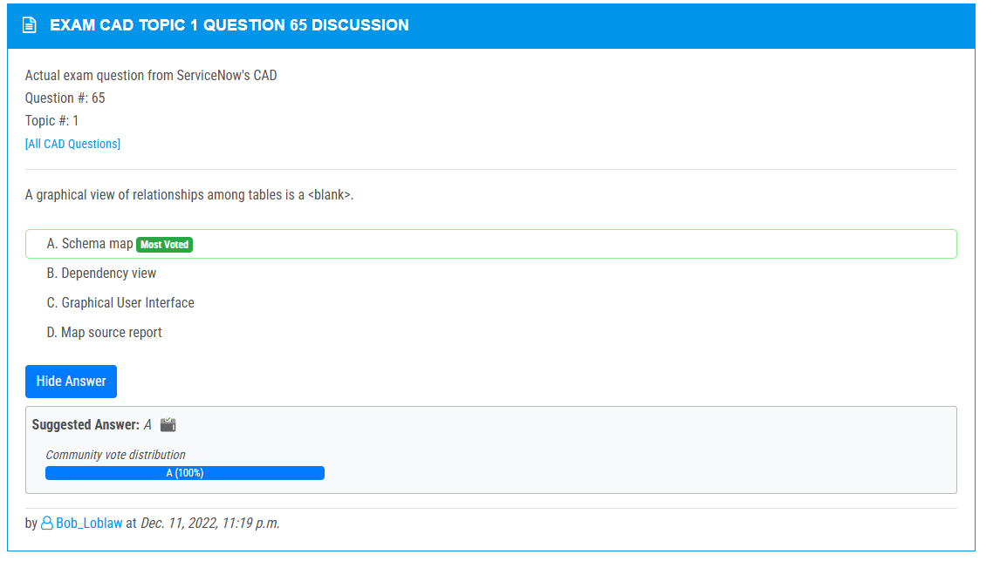 EXAM CAD TOPIC 1 QUESTION 65 DISCUSSION
Actual exam question from ServiceNow's CAD
Question #: 65
Topic #: 1
[All CAD Questions]
A graphical view of relationships among tables is a <blank>.
A. Schema map Most Voted
B. Dependency view
C. Graphical User Interface
D. Map source report
Hide Answer
Suggested Answer: A
Community vote distribution
A (100%)
by Bob_Loblaw at Dec. 11, 2022, 11:19 p.m.